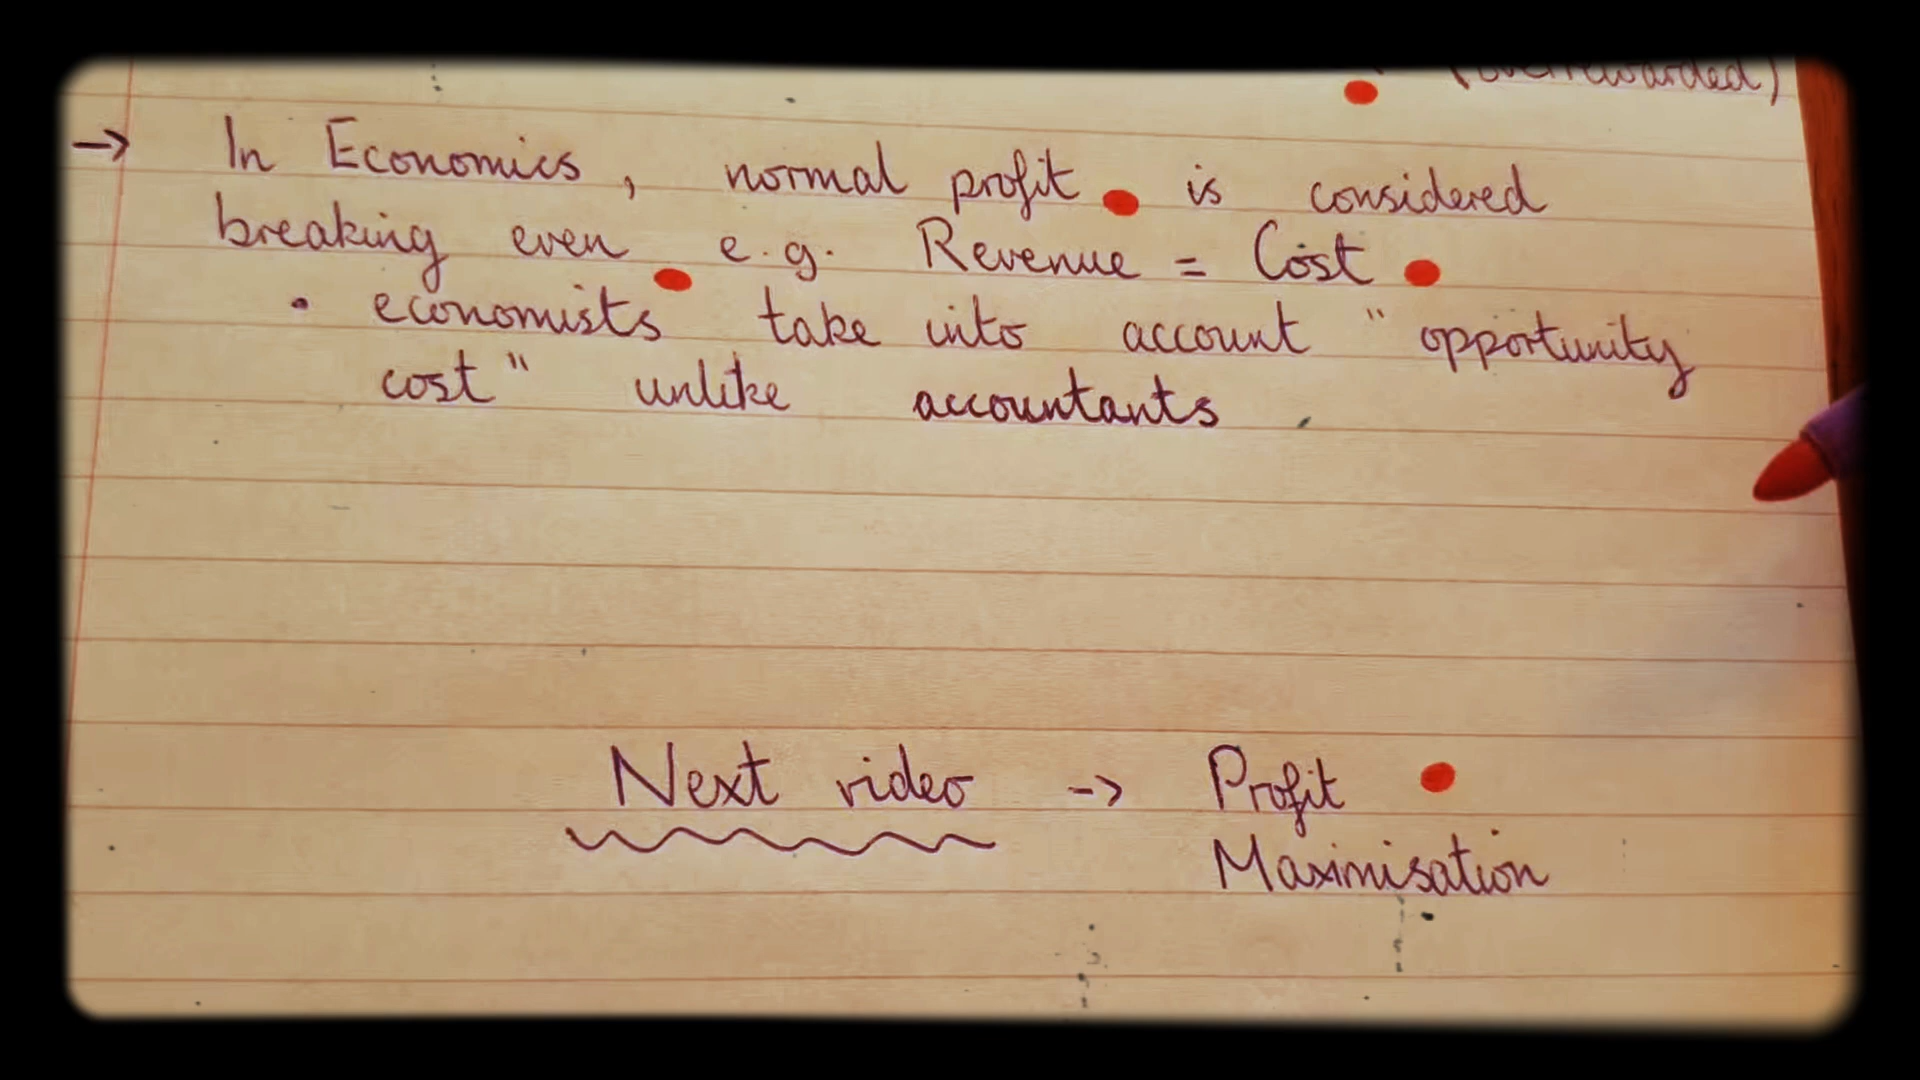 (overrewarded)
→ In Economics, normal profit is considered
breaking even e.g. Revenue = Cost
• economists take into account "opportunity
cost" unlike accountants
Next video -> Profit
Maximisation